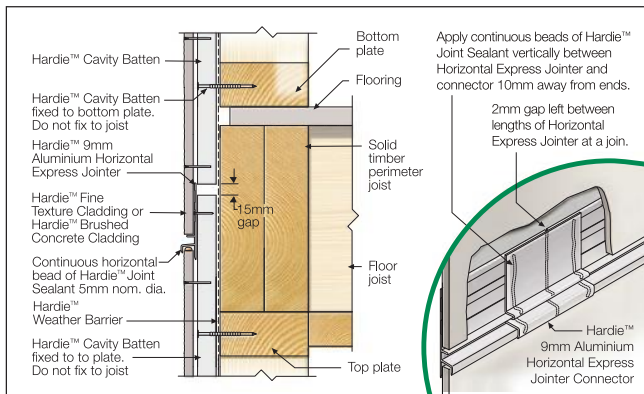 Hardie™ Cavity Batten
Hardie™ Cavity Batten
fixed to bottom plate.
Do not fix to joist
Hardie™ 9mm
Aluminium Horizontal
Express Jointer
Hardie™ Fine
Texture Cladding or
Hardie™ Brushed
Concrete Cladding
Continuous horizontal
bead of Hardie™ Joint
Sealant 5mm nom. dia.
Hardie™
Weather Barrier
Hardie™ Cavity Batten
fixed to to plate.
Do not fix to joist
15mm
gap
Bottom
plate
Flooring
Solid
timber
perimeter
joist
Floor
joist
Top plate
Apply continuous beads of Hardie™
Joint Sealant vertically between
Horizontal Express Jointer and
connector 10mm away from ends.
2mm gap left between
lengths of Horizontal
Express Jointer at a join.
Hardie™
9mm Aluminium
Horizontal Express
Jointer Connector